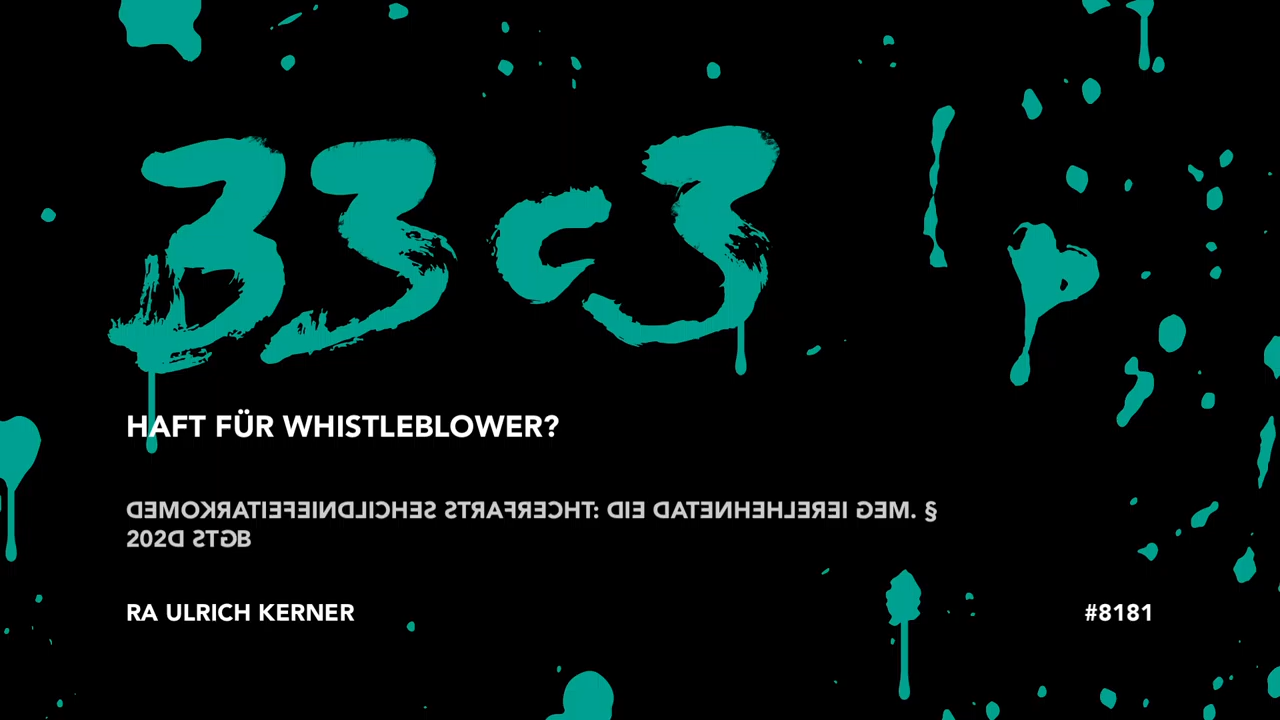 33c3
HAFT FÜR WHISTLEBLOWER?
DEMOKRATIEFEINDLICHES STRAFRECHT: DIE DATENHEHLEREI GEM. §
202D STGB
RA ULRICH KERNER
#8181